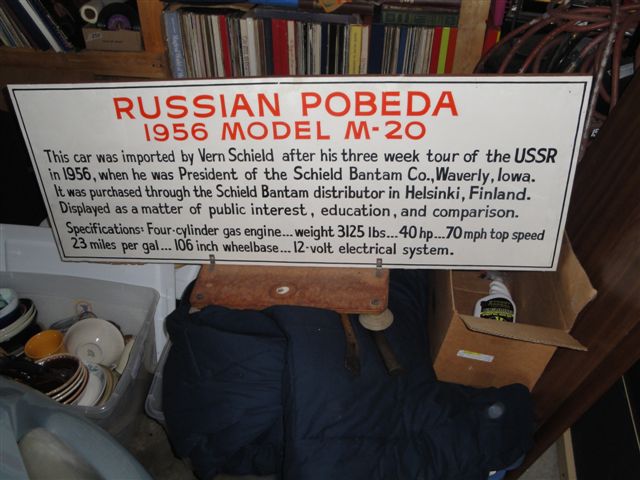 RUSSIAN POBEDA
1956 MODEL M-20
This car was imported by Vern Schield after his three week tour of the USSR
in 1956, when he was President of the Schield Bantam Co., Waverly, Iowa.
It was purchased through the Schield Bantam distributor in Helsinki, Finland.
Displayed as a matter of public interest, education, and comparison.
Specifications: Four-cylinder gas engine... weight 3125 lbs... 40 hp... 70 mph top speed
23 miles per gal... 106 inch wheelbase... 12-volt electrical system.